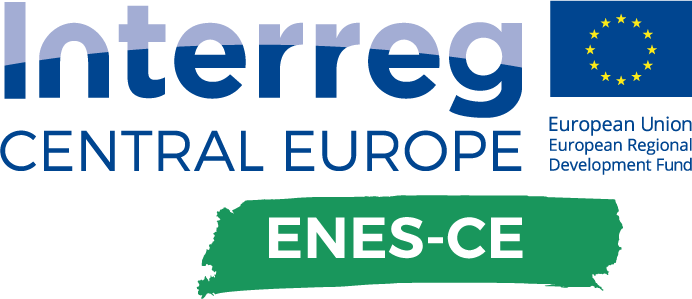 Interreg
CENTRAL EUROPE
European Union
European Regional
Development Fund
ENES-CE